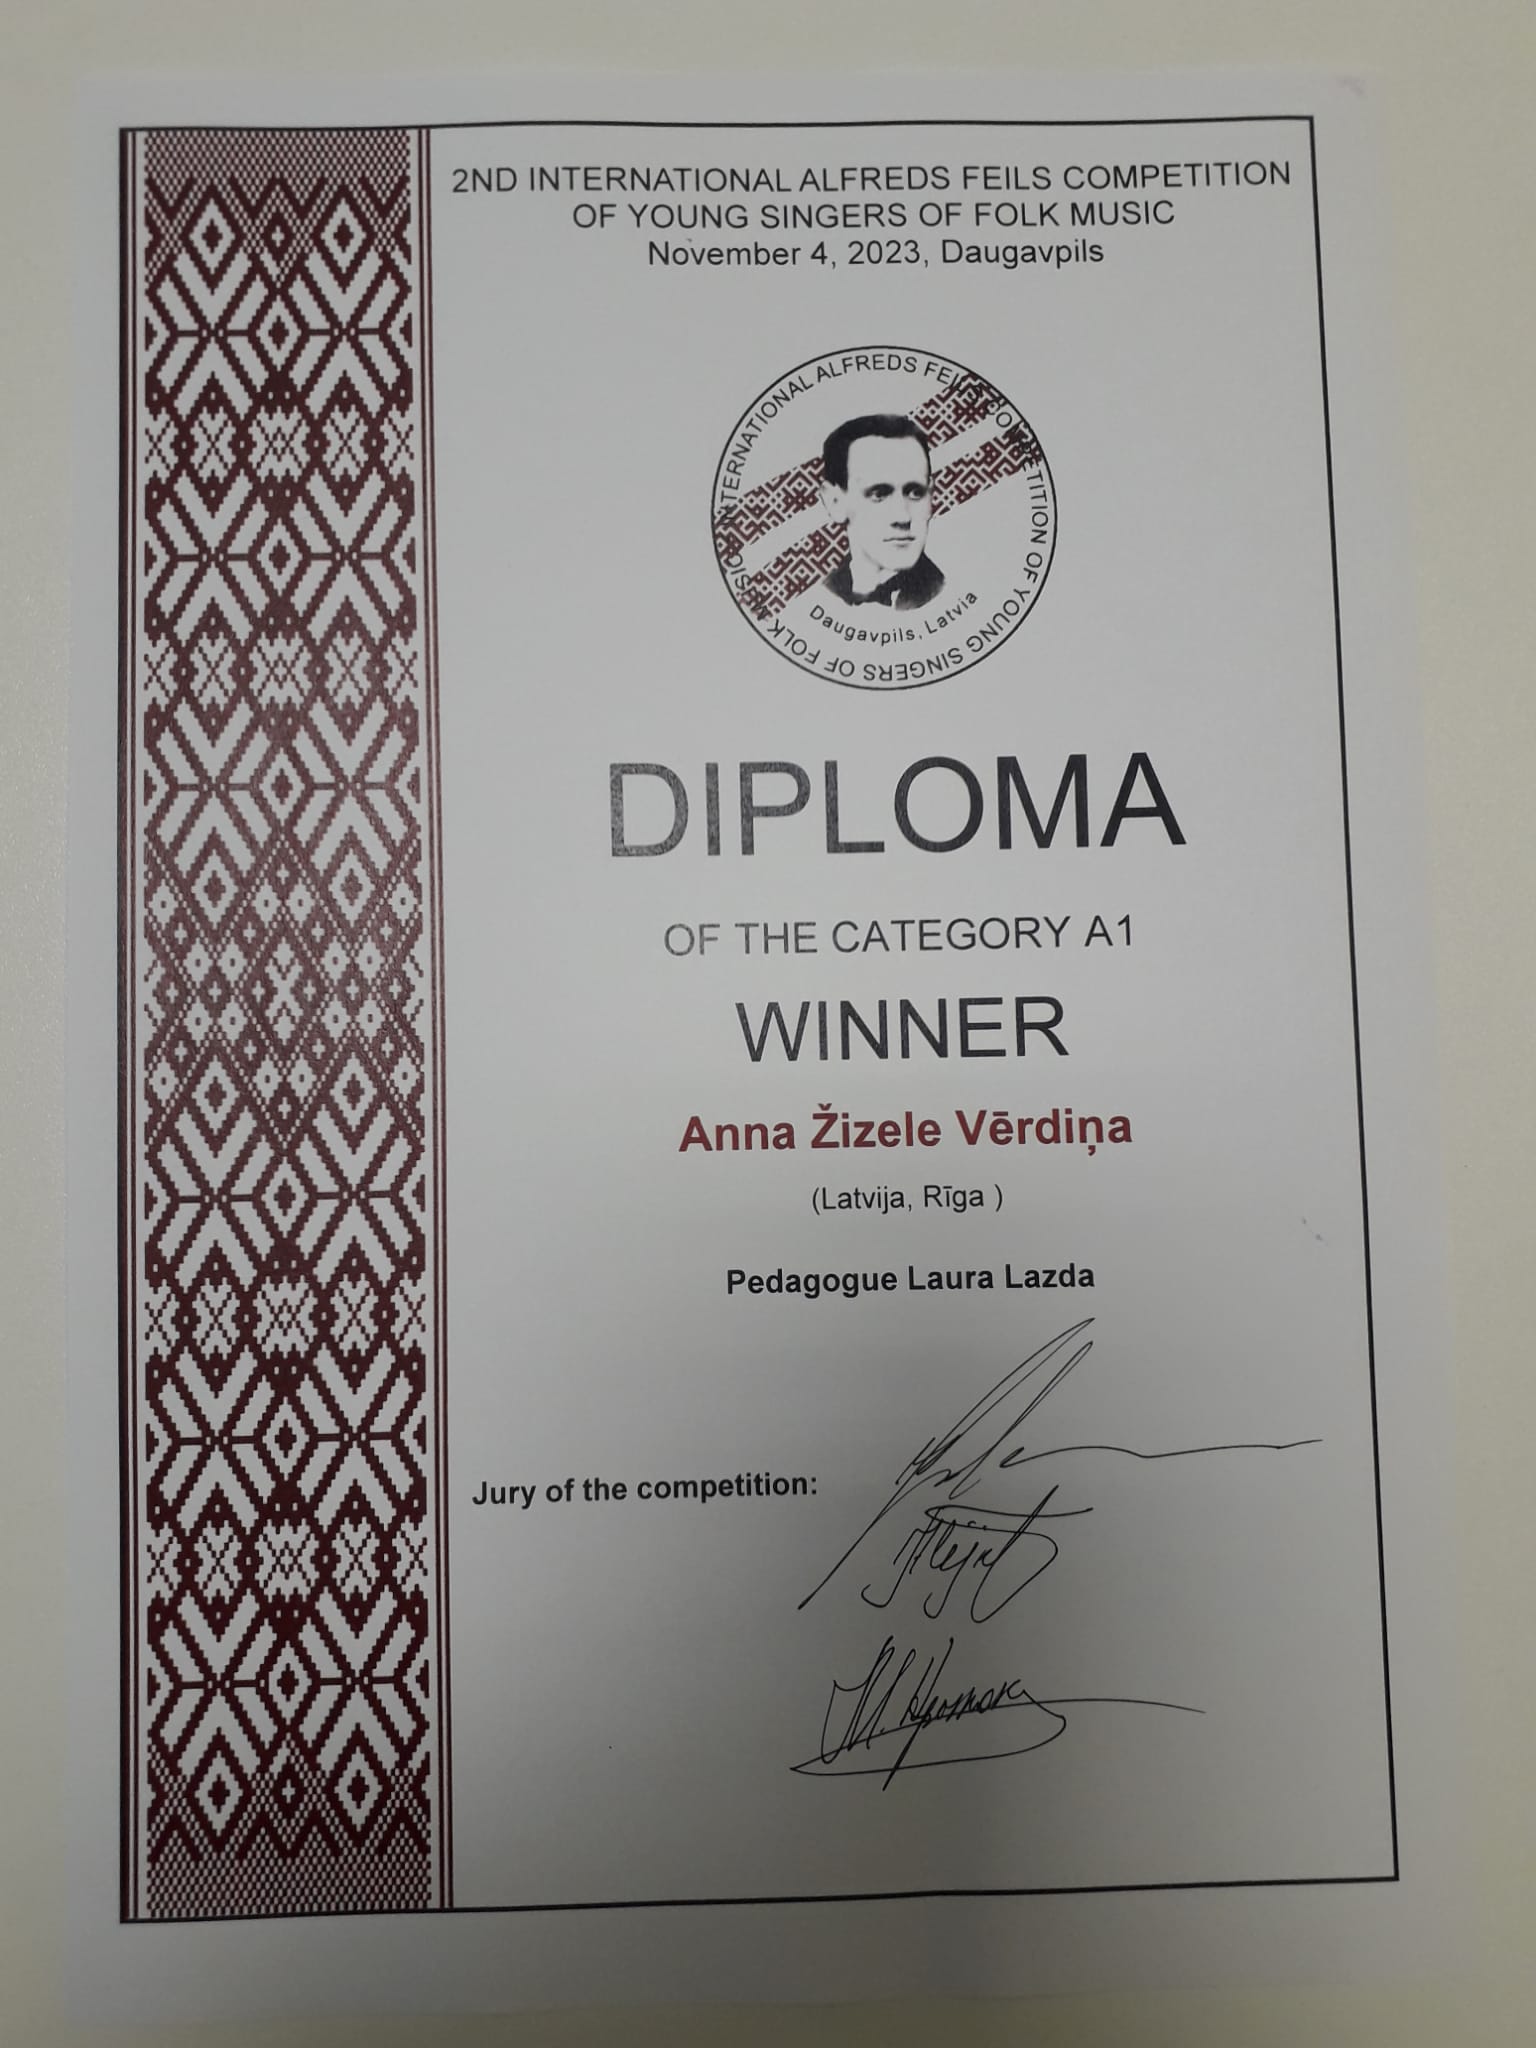 2ND INTERNATIONAL ALFREDS FEILS COMPETITION
OF YOUNG SINGERS OF FOLK MUSIC
November 4, 2023, Daugavpils
INTERNATIONAL ALFREDS FEILS COMPETITION OF YOUNG SINGERS OF FOLK MUSIC
Daugavpils, Latvia
DIPLOMA
OF THE CATEGORY A1
WINNER
Anna Žizele Vērdiņa
(Latvija, Rīga )
Pedagogue Laura Lazda
Jury of the competition: